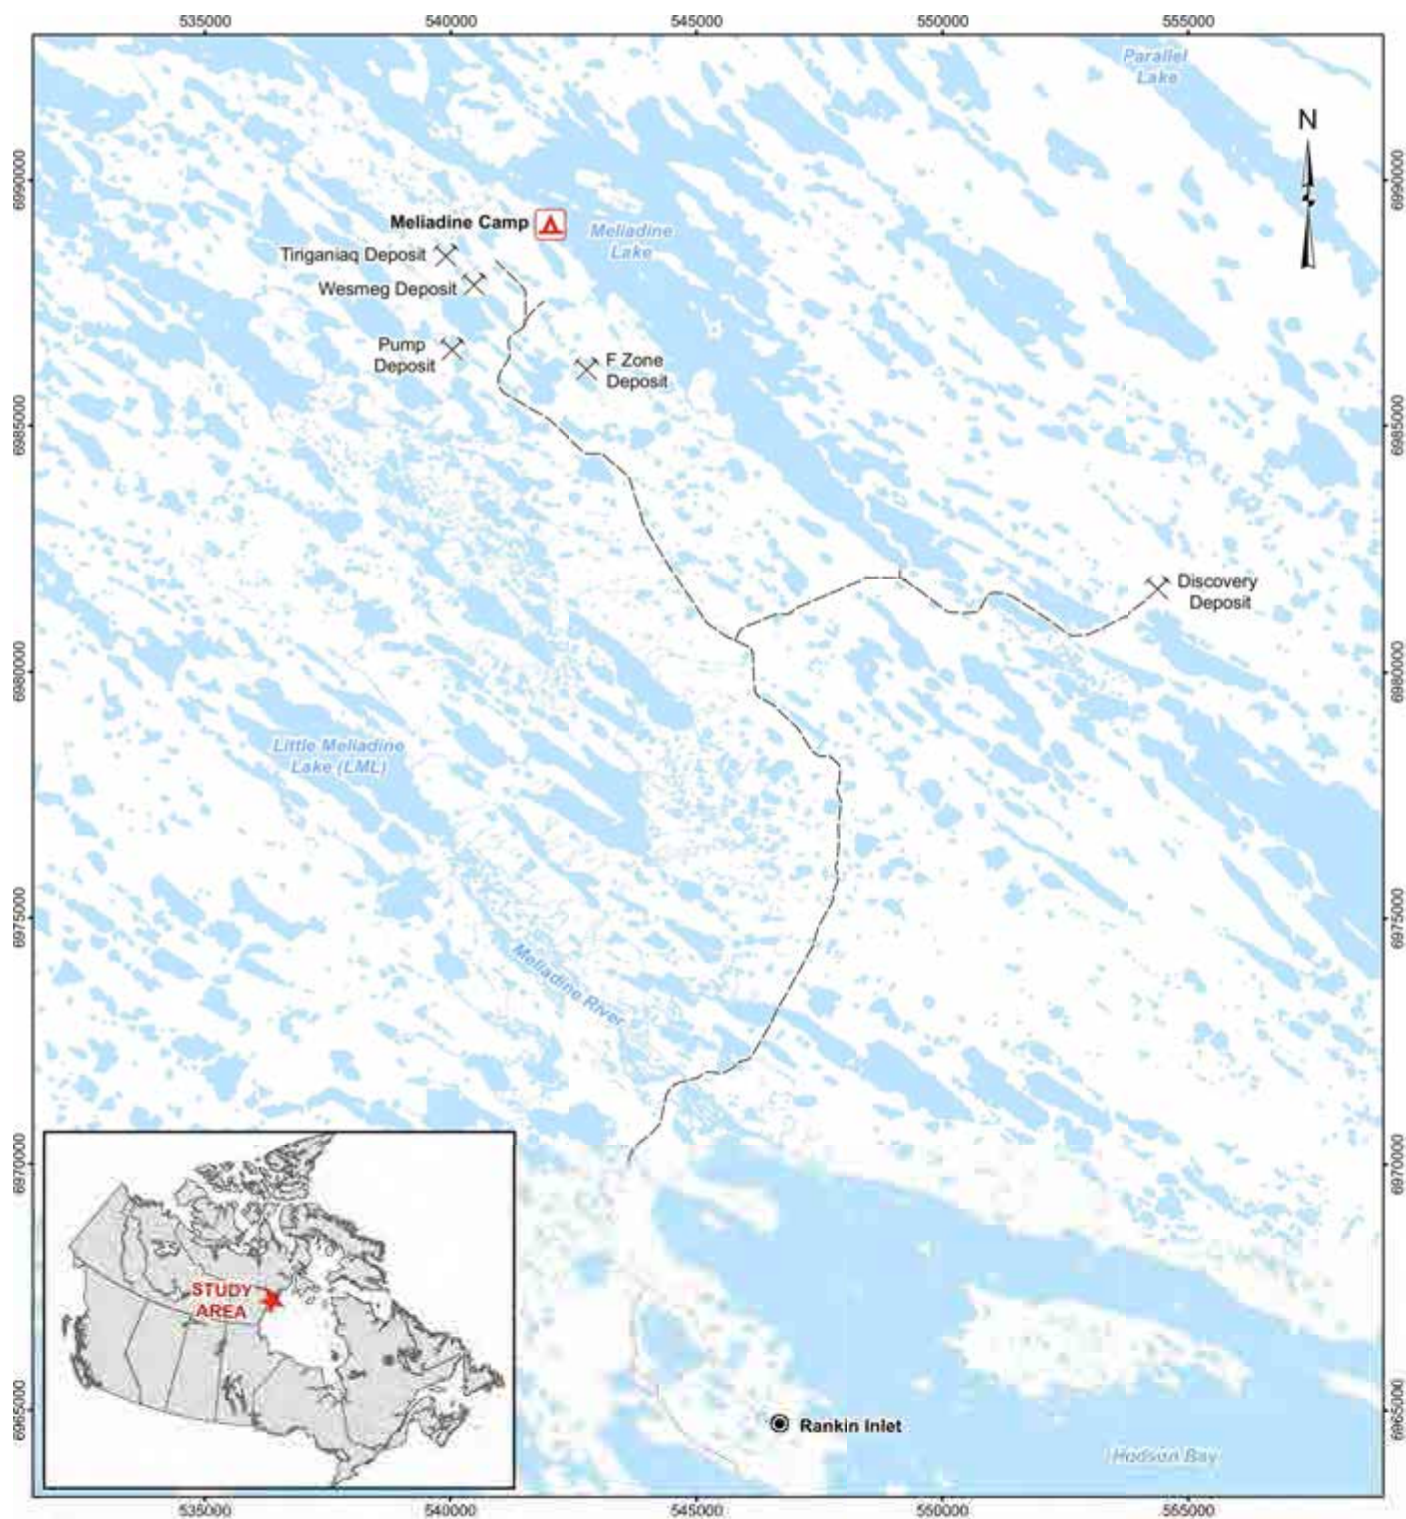 535000
540000
545000
550000
555000
Parallel
Lake
N
6990000
6990000
Meliadine Camp
Meliadine
Lake
Tiriganiaq Deposit
Wesmeg Deposit
Pump
Deposit
F Zone
Deposit
6985000
6985000
Discovery
Deposit
6980000
6980000
Little Meliadine
Lake (LML)
6975000
6975000
Meliadine River
6970000
6970000
STUDY
AREA
6965000
6965000
Rankin Inlet
Hudson Bay
535000
540000
545000
550000
555000